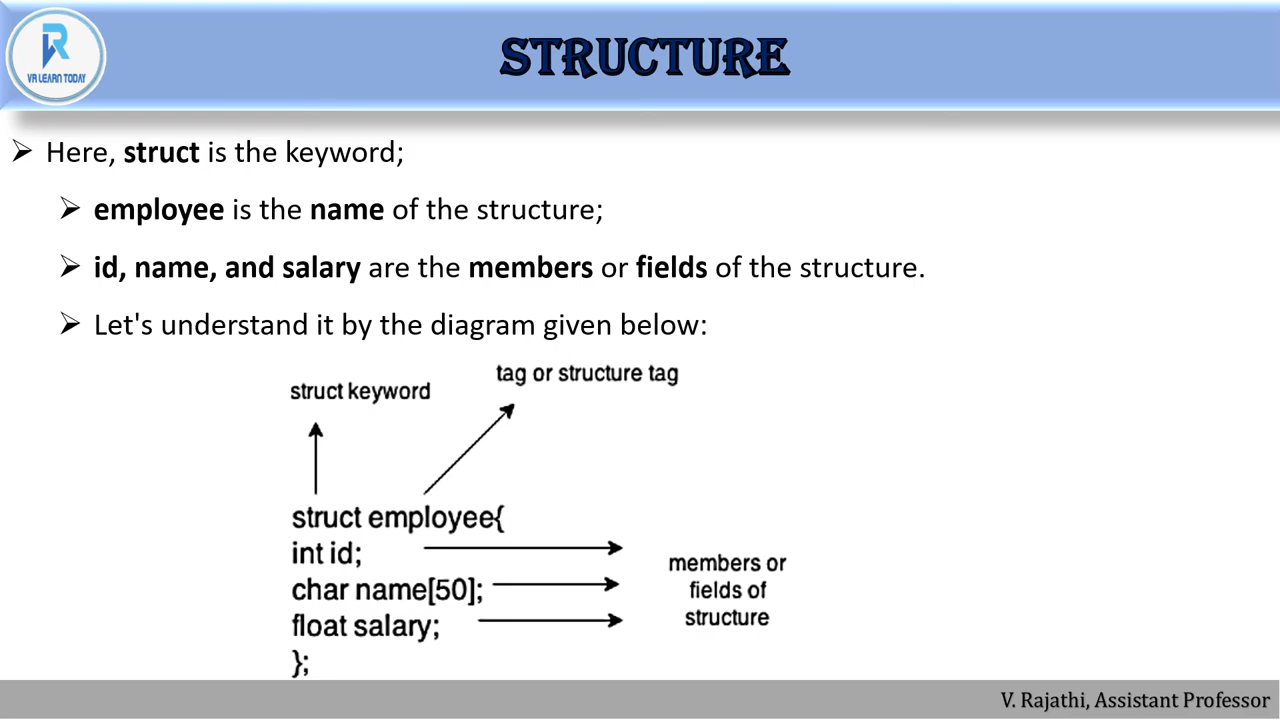 VR LEARN TODAY
STRUCTURE
➢ Here, struct is the keyword;
➢ employee is the name of the structure;
➢ id, name, and salary are the members or fields of the structure.
➢ Let's understand it by the diagram given below:
struct keyword
tag or structure tag
struct employee{
int id;
char name[50];
float salary;
};
members or
fields of
structure
V. Rajathi, Assistant Professor